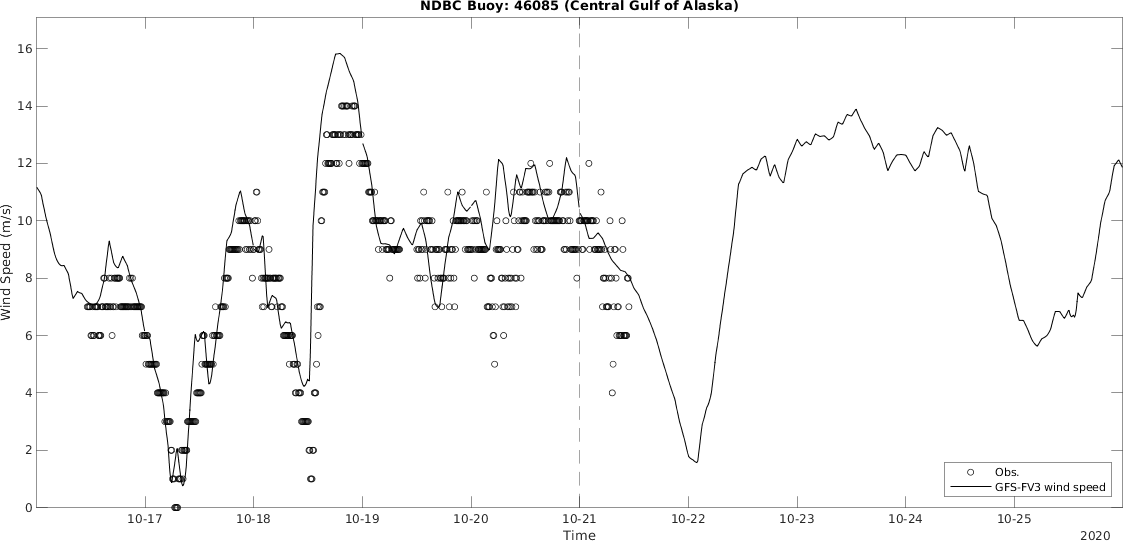 NDBC Buoy: 46085 (Central Gulf of Alaska)
Wind Speed (m/s)
16
14
12
10
8
6
4
2
0
10-17 10-18 10-19 10-20 10-21 10-22 10-23 10-24 10-25
Time
2020
Obs.
GFS-FV3 wind speed